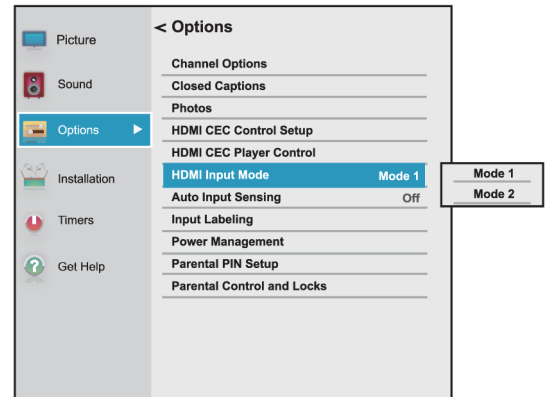 Picture
Sound
Options
Installation
Timers
Get Help
< Options
Channel Options
Closed Captions
Photos
HDMI CEC Control Setup
HDMI CEC Player Control
HDMI Input Mode Mode 1
Auto Input Sensing Off
Input Labeling
Power Management
Parental PIN Setup
Parental Control and Locks
Mode 1
Mode 2